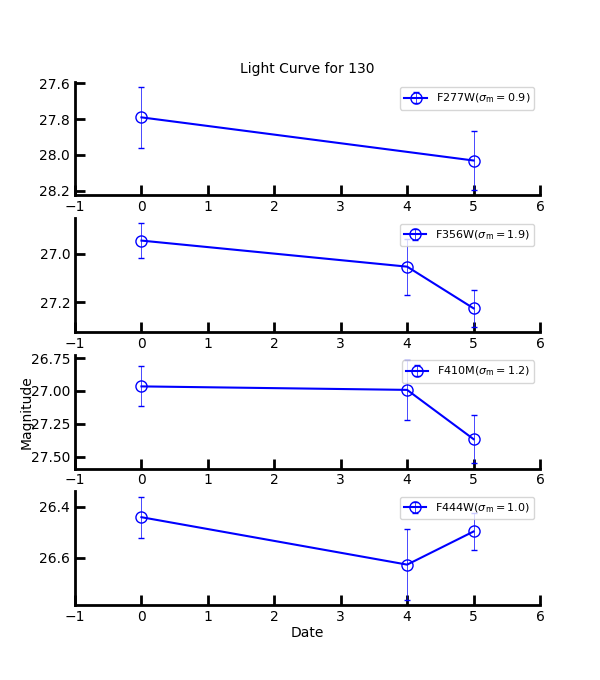 Light Curve for 130
27.6
27.8
28.0
28.2
F277W(σm = 0.9)
−1 0 1 2 3 4 5 6
27.0
27.2
F356W(σm = 1.9)
−1 0 1 2 3 4 5 6
26.75
27.00
27.25
27.50
F410M(σm = 1.2)
Magnitude
−1 0 1 2 3 4 5 6
26.4
26.6
F444W(σm = 1.0)
−1 0 1 2 3 4 5 6
Date